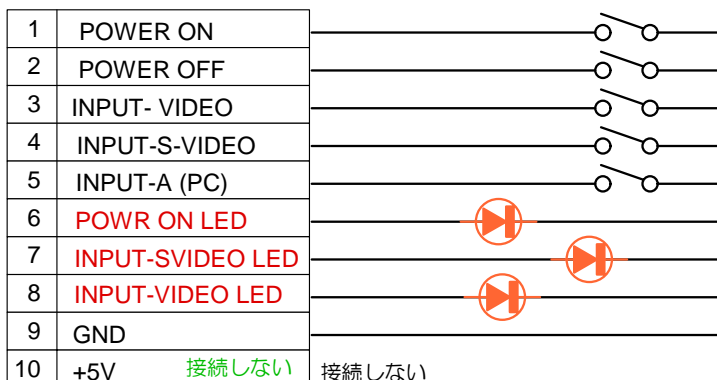 1 POWER ON
2 POWER OFF
3 INPUT- VIDEO
4 INPUT-S-VIDEO
5 INPUT-A (PC)
6 POWR ON LED
7 INPUT-SVIDEO LED
8 INPUT-VIDEO LED
9 GND
10 +5V 接続しない 接続しない